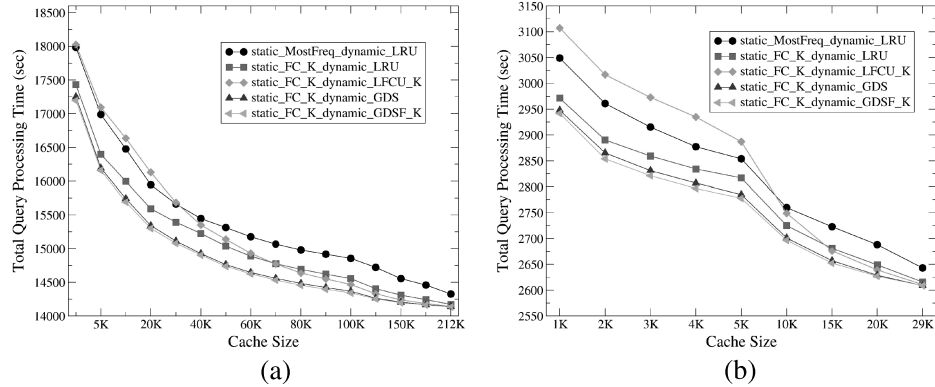 18500
18000
17500
17000
16500
16000
15500
15000
14500
14000
Total Query Processing Time (sec)
static_MostFreq_dynamic_LRU
static_FC_K_dynamic_LRU
static_FC_K_dynamic_LFCU_K
static_FC_K_dynamic_GDS
static_FC_K_dynamic_GDSF_K
5K 20K 40K 60K 80K 100K 150K 212K
Cache Size
(a)
3150
3100
3050
3000
2950
2900
2850
2800
2750
2700
2650
2600
2550
Total Query Processing Time (sec)
static_MostFreq_dynamic_LRU
static_FC_K_dynamic_LRU
static_FC_K_dynamic_LFCU_K
static_FC_K_dynamic_GDS
static_FC_K_dynamic_GDSF_K
1K 2K 3K 4K 5K 10K 15K 20K 29K
Cache Size
(b)